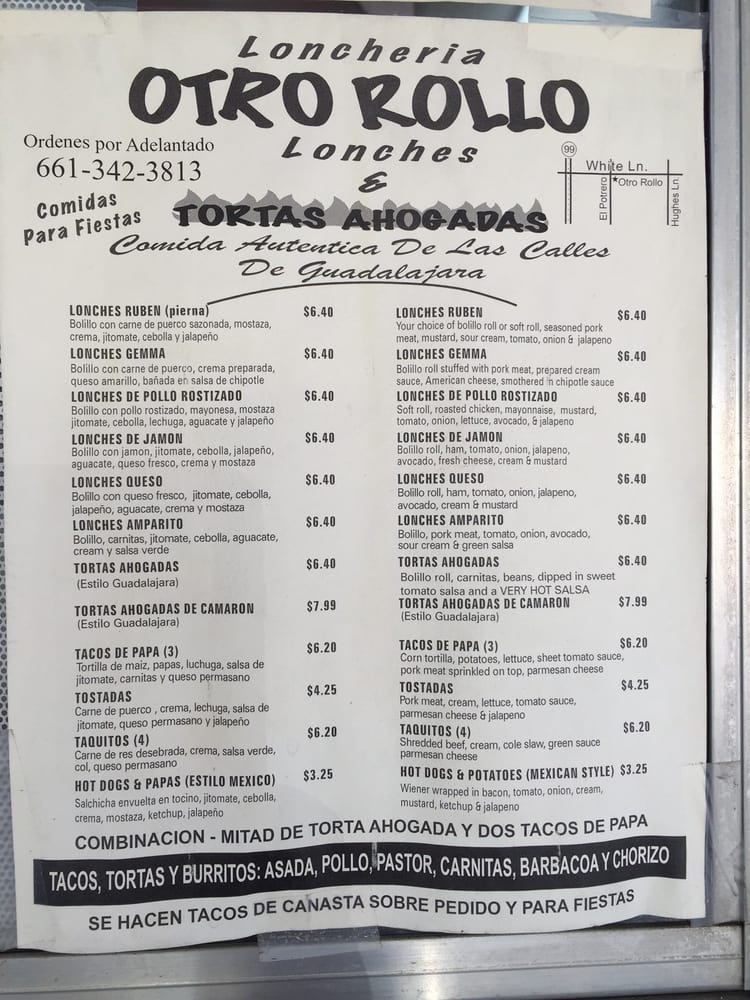 Loncheria
OTRO ROLLO
Lonches
&
TORTAS AHOGADAS
Comida Autentica De Las Calles
De Guadalajara
Ordenes por Adelantado
661-342-3813
Comidas
Para Fiestas
99
White Ln.
Otro Rollo
El Potrero
Hughes Ln.
LONCHES RUBEN (pierna) $6.40
Bolillo con carne de puerco sazonada, mostaza,
crema, jitomate, cebolla y jalapeño
LONCHES GEMMA $6.40
Bolillo con carne de puerco, crema preparada,
queso amarillo, bañada en salsa de chipotle
LONCHES DE POLLO ROSTIZADO $6.40
Bolillo con pollo rostizado, mayonesa, mostaza
jitomate, cebolla, lechuga, aguacate y jalapeño
LONCHES DE JAMON $6.40
Bolillo con jamon, jitomate, cebolla, jalapeño,
aguacate, queso fresco, crema y mostaza
LONCHES QUESO $6.40
Bolillo con queso fresco, jitomate, cebolla,
jalapeño, aguacate, crema y mostaza
LONCHES AMPARITO $6.40
Bolillo, carnitas, jitomate, cebolla, aguacate,
cream y salsa verde
TORTAS AHOGADAS $6.40
(Estilo Guadalajara)
TORTAS AHOGADAS DE CAMARON $7.99
(Estilo Guadalajara)
TACOS DE PAPA (3) $6.20
Tortilla de maiz, papas, luchuga, salsa de
jitomate, carnitas y queso permasano
TOSTADAS $4.25
Carne de puerco , crema, lechuga, salsa de
jitomate, queso permasano y jalapeño
TAQUITOS (4) $6.20
Carne de res desebrada, crema, salsa verde,
col, queso permasano
HOT DOGS & PAPAS (ESTILO MEXICO) $3.25
Salchicha envuelta en tocino, jitomate, cebolla,
crema, mostaza, ketchup, jalapeño
LONCHES RUBEN $6.40
Your choice of bolillo roll or soft roll, seasoned pork
meat, mustard, sour cream, tomato, onion & jalapeno
LONCHES GEMMA $6.40
Bolillo roll stuffed with pork meat, prepared cream
sauce, American cheese, smothered in chipotle sauce
LONCHES DE POLLO ROSTIZADO $6.40
Soft roll, roasted chicken, mayonnaise, mustard,
tomato, onion, lettuce, avocado, & jalapeno
LONCHES DE JAMON $6.40
Bolillo roll, ham, tomato, onion, jalapeno,
avocado, fresh cheese, cream & mustard
LONCHES QUESO $6.40
Bolillo roll, ham, tomato, onion, jalapeno,
avocado, cream & mustard
LONCHES AMPARITO $6.40
Bolillo, pork meat, tomato, onion, avocado,
sour cream & green salsa
TORTAS AHOGADAS $6.40
Bolillo roll, carnitas, beans, dipped in sweet
tomato salsa and a VERY HOT SALSA
TORTAS AHOGADAS DE CAMARON $7.99
(Estilo Guadalajara)
TACOS DE PAPA (3) $6.20
Corn tortilla, potatoes, lettuce, sheet tomato sauce,
pork meat sprinkled on top, parmesan cheese
TOSTADAS $4.25
Pork meat, cream, lettuce, tomato sauce,
parmesan cheese & jalapeno
TAQUITOS (4) $6.20
Shredded beef, cream, cole slaw, green sauce
parmesan cheese
HOT DOGS & POTATOES (MEXICAN STYLE) $3.25
Wiener wrapped in bacon, tomato, onion, cream,
mustard, ketchup & jalapeno
COMBINACION - MITAD DE TORTA AHOGADA Y DOS TACOS DE PAPA
TACOS, TORTAS Y BURRITOS: ASADA, POLLO, PASTOR, CARNITAS, BARBACOA Y CHORIZO
SE HACEN TACOS DE CANASTA SOBRE PEDIDO Y PARA FIESTAS